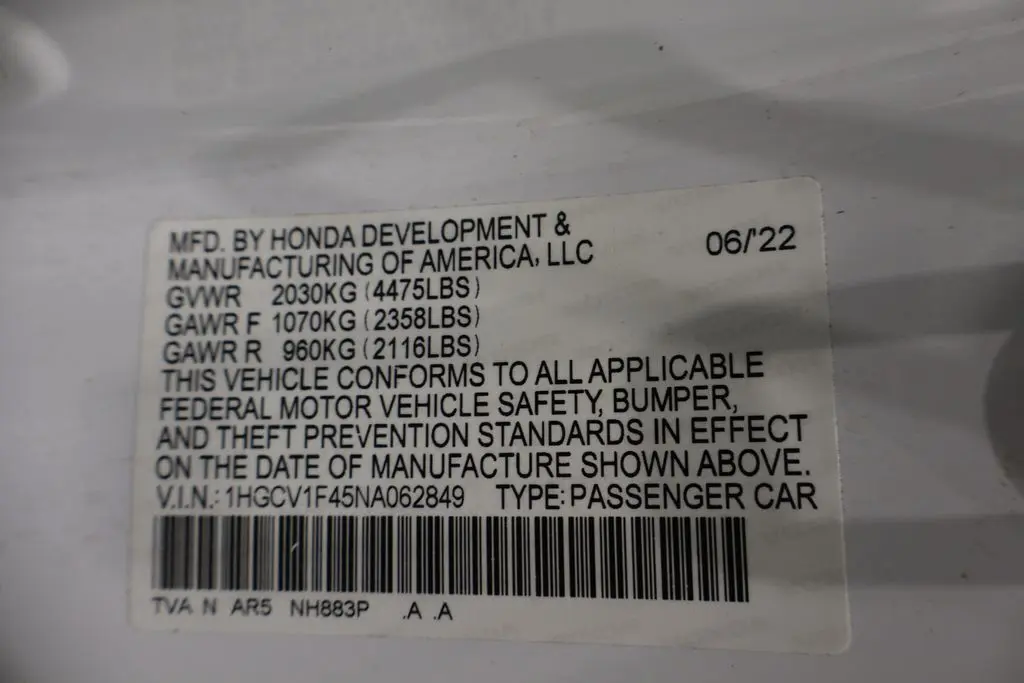 MFD. BY HONDA DEVELOPMENT &
MANUFACTURING OF AMERICA, LLC 06/'22
GVWR 2030KG (4475LBS)
GAWR F 1070KG (2358LBS)
GAWR R 960KG (2116LBS)
THIS VEHICLE CONFORMS TO ALL APPLICABLE
FEDERAL MOTOR VEHICLE SAFETY, BUMPER,
AND THEFT PREVENTION STANDARDS IN EFFECT
ON THE DATE OF MANUFACTURE SHOWN ABOVE.
V.I.N.: 1HGCV1F45NA062849 TYPE: PASSENGER CAR
TVA N AR5 NH883P .A .A